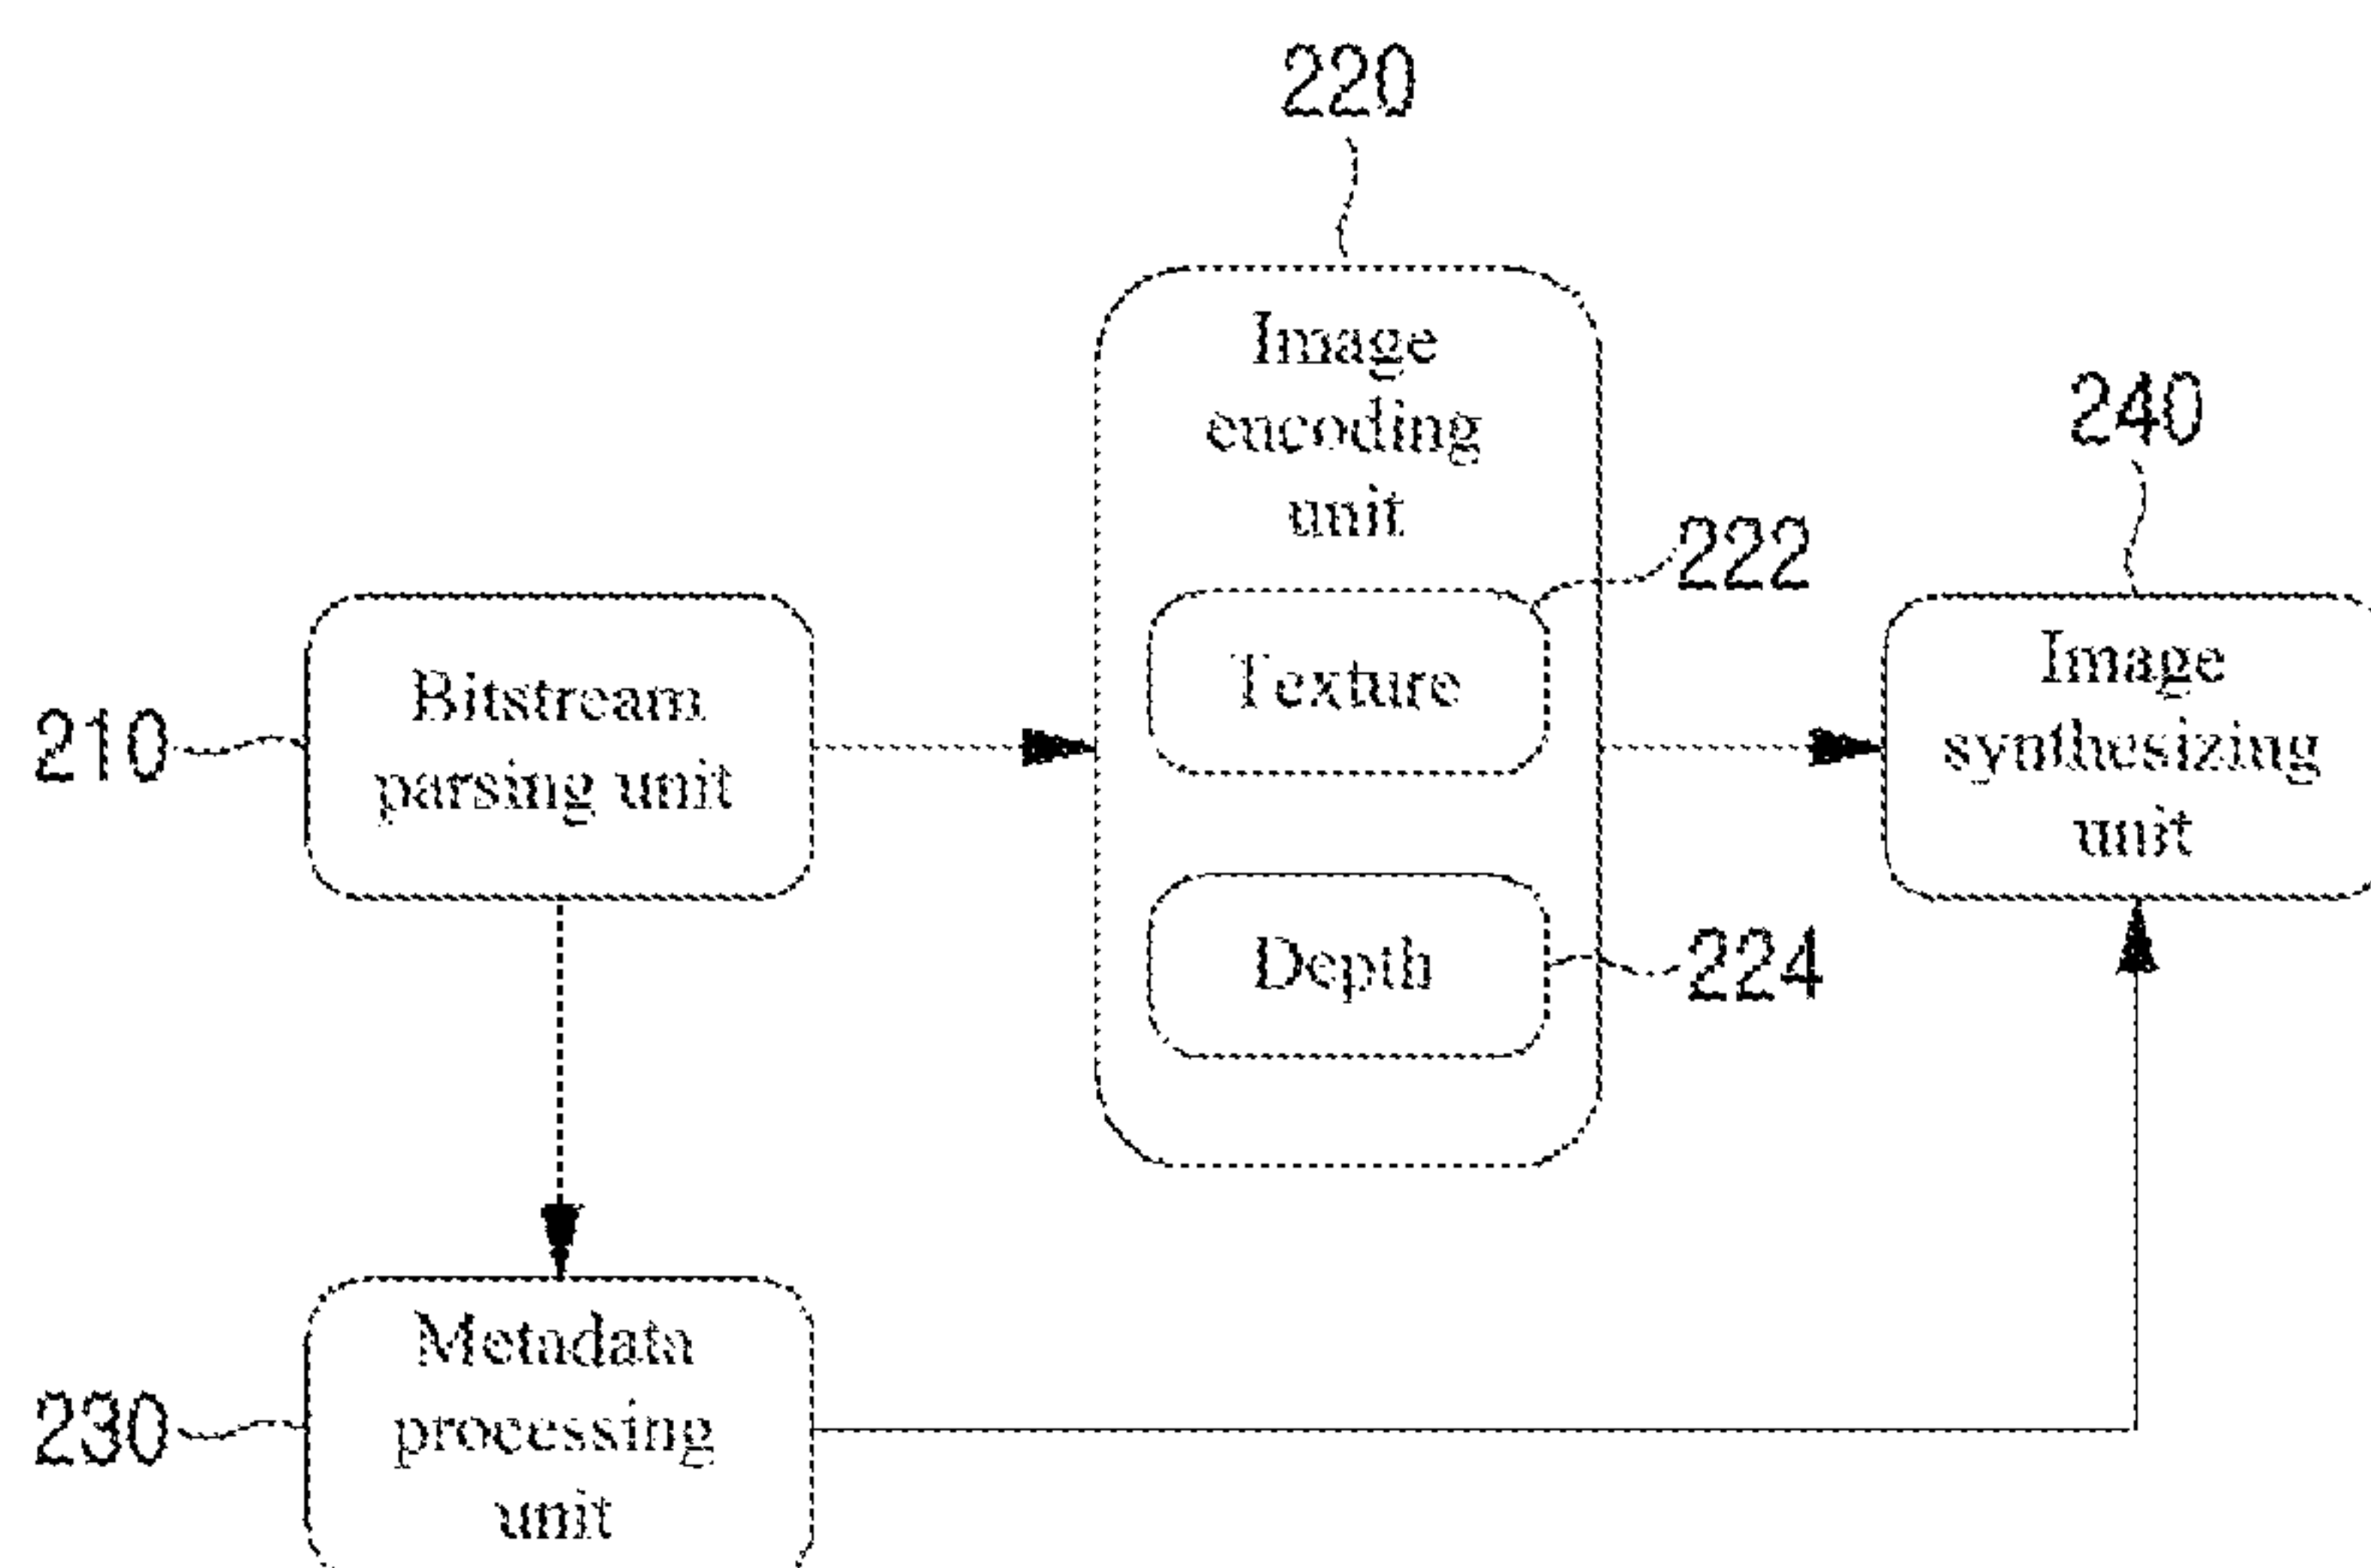 220
Image
encoding
unit
240
222
Texture
Image
synthesizing
unit
Bitstream
parsing unit
210
Depth
224
Metadata
processing
unit
230